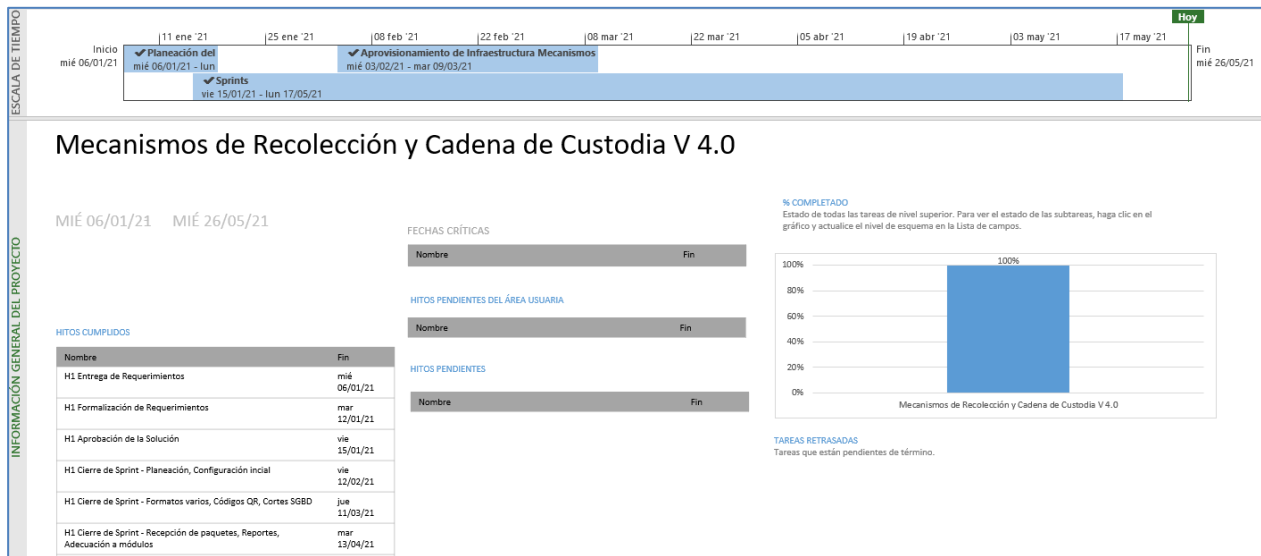 ESCALA DE TIEMPO
Hoy
11 ene '21
25 ene '21
08 feb '21
22 feb '21
08 mar '21
22 mar '21
05 abr '21
19 abr '21
03 may '21
17 may '21
Inicio
mié 06/01/21
Planeación del
mié 06/01/21 - lun
Aprovisionamiento de Infraestructura Mecanismos
mié 03/02/21 - mar 09/03/21
Sprints
vie 15/01/21 - lun 17/05/21
Fin
mié 26/05/21
INFORMACIÓN GENERAL DEL PROYECTO
Mecanismos de Recolección y Cadena de Custodia V 4.0
MIÉ 06/01/21 MIÉ 26/05/21
HITOS CUMPLIDOS
Nombre Fin
H1 Entrega de Requerimientos mié
06/01/21
H1 Formalización de Requerimientos mar
12/01/21
H1 Aprobación de la Solución vie
15/01/21
H1 Cierre de Sprint - Planeación, Configuración incial vie
12/02/21
H1 Cierre de Sprint - Formatos varios, Códigos QR, Cortes SGBD jue
11/03/21
H1 Cierre de Sprint - Recepción de paquetes, Reportes, mar
Adecuación a módulos 13/04/21
FECHAS CRÍTICAS
Nombre Fin
HITOS PENDIENTES DEL ÁREA USUARIA
Nombre Fin
HITOS PENDIENTES
Nombre Fin
% COMPLETADO
Estado de todas las tareas de nivel superior. Para ver el estado de las subtareas, haga clic en el
gráfico y actualice el nivel de esquema en la Lista de campos.
100%
100%
80%
60%
40%
20%
0%
Mecanismos de Recolección y Cadena de Custodia V 4.0
TAREAS RETRASADAS
Tareas que están pendientes de término.